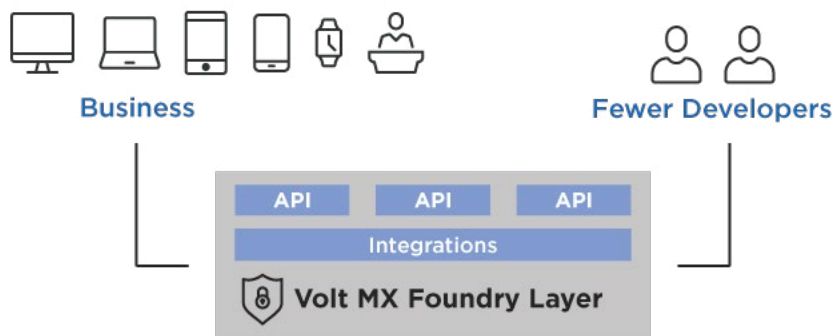 Business
Fewer Developers
API API API
Integrations
Volt MX Foundry Layer